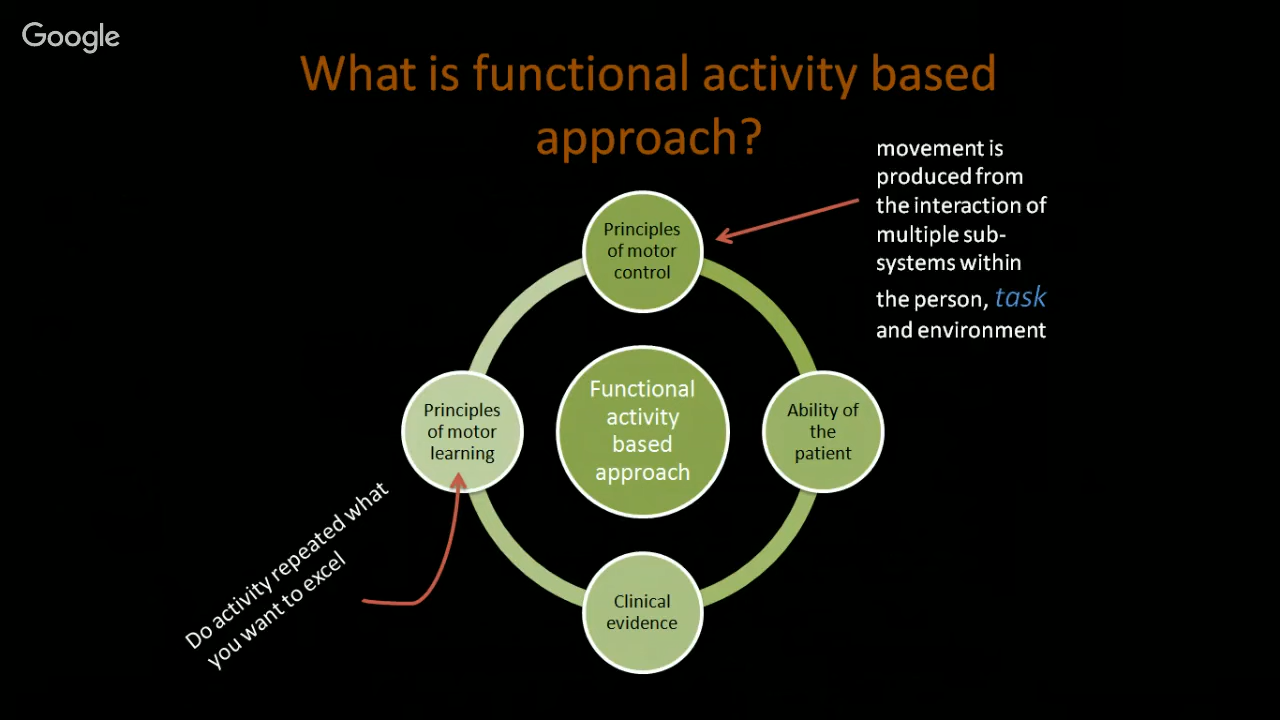 Google
What is functional activity based
approach?
movement is
produced from
the interaction of
multiple sub-
systems within
the person, task
and environment
Principles
of motor
control
Functional
activity
based
approach
Principles
of motor
learning
Ability of
the
patient
Do activity repeated what
you want to excel
Clinical
evidence